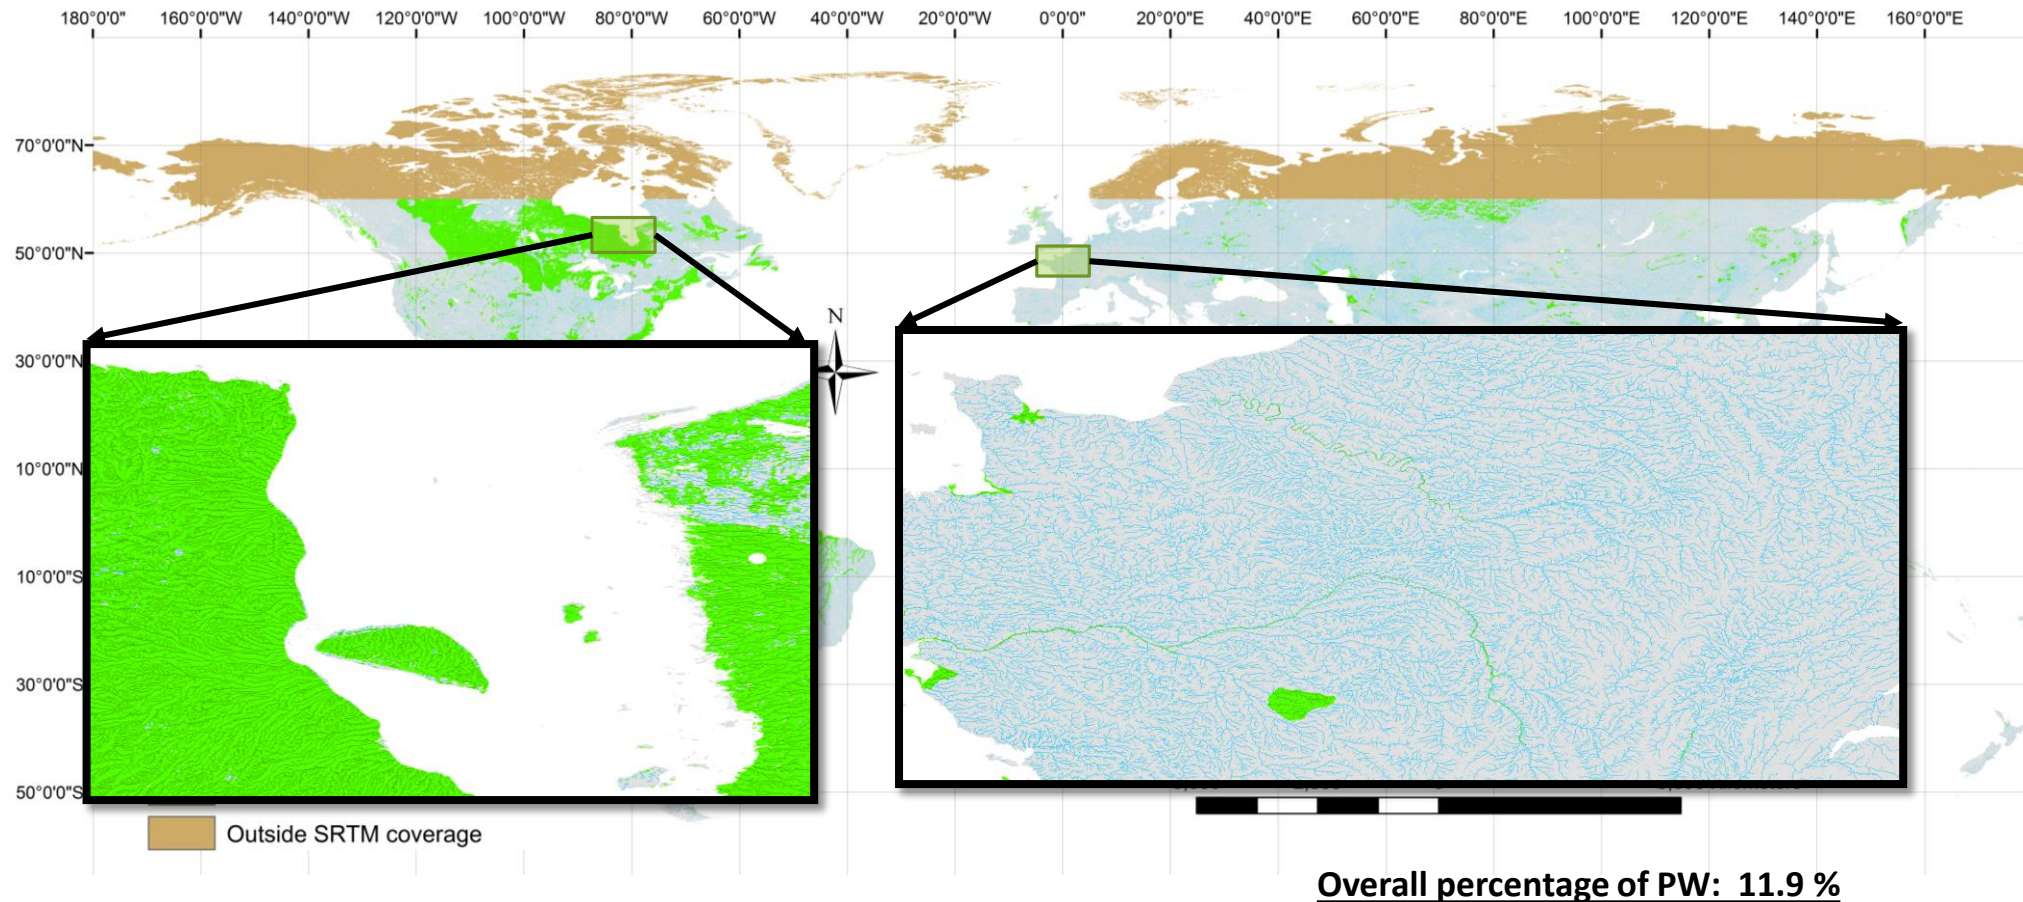 180°0'0" 160°0'0"W 140°0'0"W 120°0'0"W 100°0'0"W 80°0'0"W 60°0'0"W 40°0'0"W 20°0'0"W 0°0'0" 20°0'0"E 40°0'0"E 60°0'0"E 80°0'0"E 100°0'0"E 120°0'0"E 140°0'0"E 160°0'0"E
70°0'0"N
50°0'0"N
N
30°0'0"N
10°0'0"N
10°0'0"S
30°0'0"S
50°0'0"S
Outside SRTM coverage
Overall percentage of PW: 11.9 %